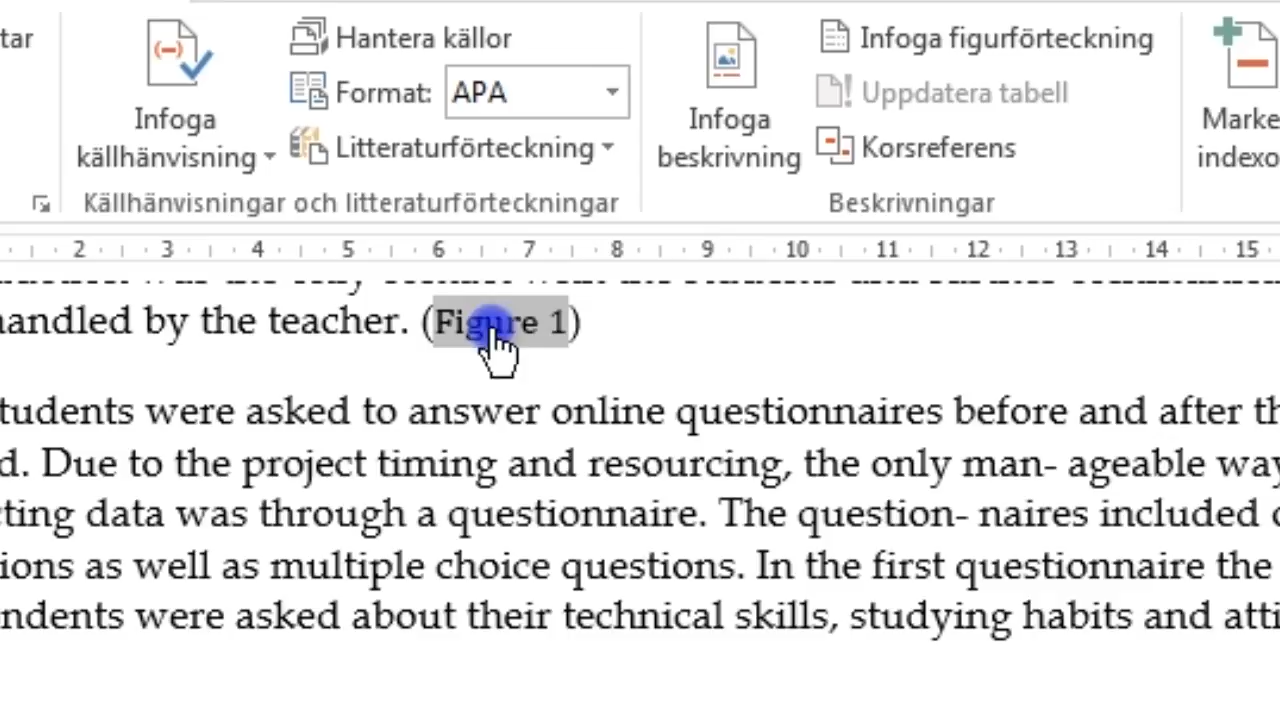 tar
Infoga
källhänvisning
Hantera källor
Format: APA
Litteraturförteckning
Källhänvisningar och litteraturförteckningar
Infoga
beskrivning
Infoga figurförteckning
Uppdatera tabell
Korsreferens
Beskrivningar
Marke
indexo
2 3 4 5 6 7 8 9 10 11 12 13 14 15
handled by the teacher. (Figure 1)
tudents were asked to answer online questionnaires before and after th
d. Due to the project timing and resourcing, the only man- ageable way
cting data was through a questionnaire. The question- naires included
ions as well as multiple choice questions. In the first questionnaire the
ndents were asked about their technical skills, studying habits and atti